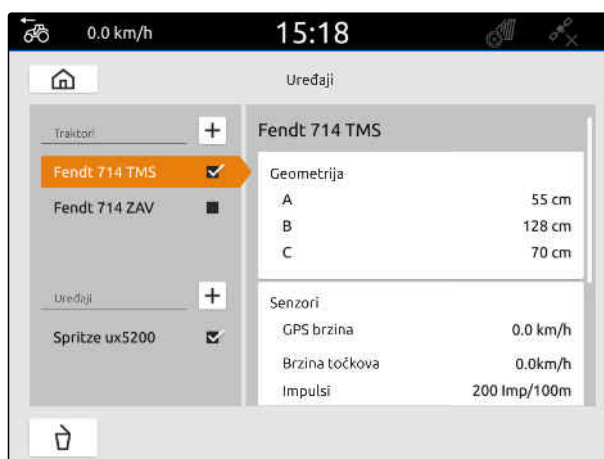 0.0 km/h 15:18
Uređaji
Traktori +
Fendt 714 TMS
Fendt 714 ZAV
Uređaji +
Spritze ux5200
Fendt 714 TMS
Geometrija
A 55 cm
B 128 cm
C 70 cm
Senzori
GPS brzina 0.0 km/h
Brzina točkova 0.0km/h
Impulsi 200 Imp/100m